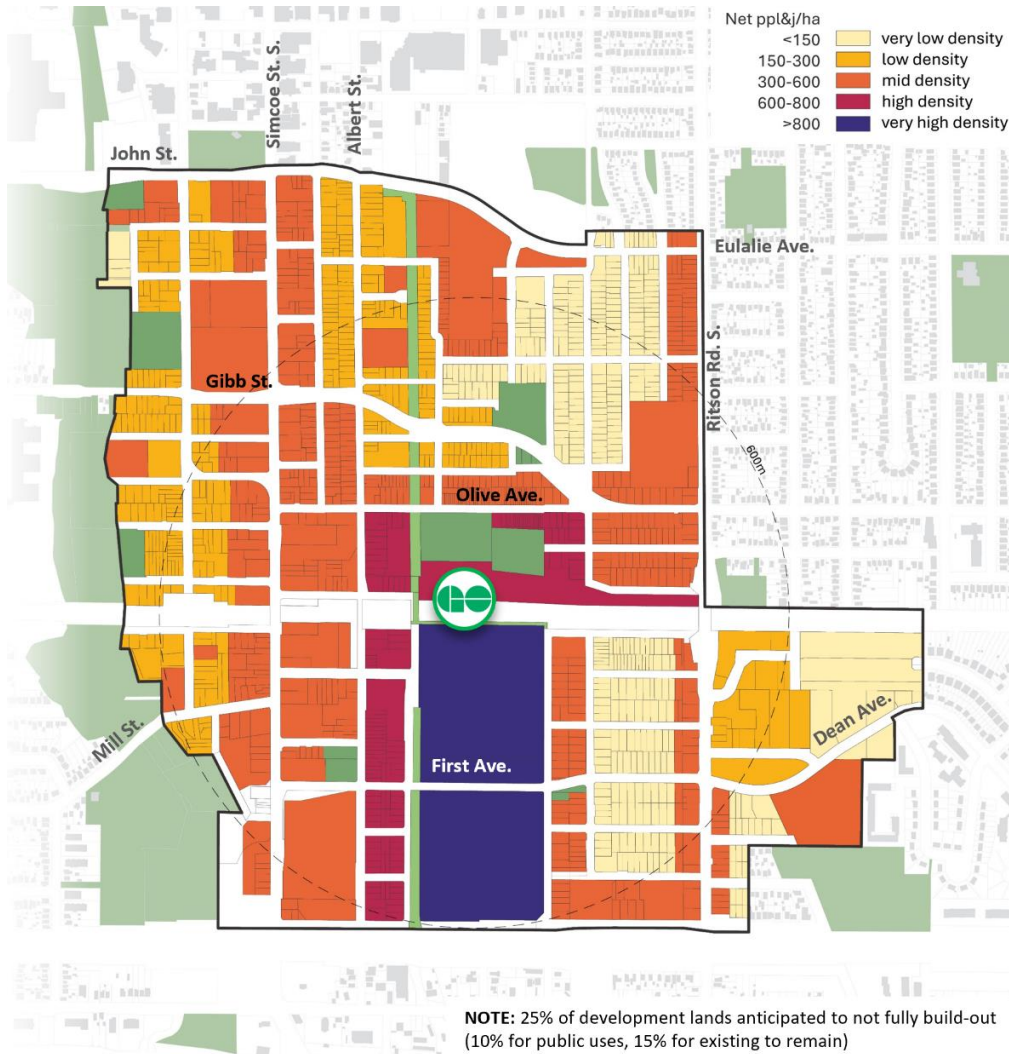 Net ppl&j/ha
<150 very low density
150-300 low density
300-600 mid density
600-800 high density
>800 very high density
Simcoe St. S.
Albert St.
John St.
Eulalie Ave.
Ritson Rd. S.
Gibb St.
600m
Olive Ave.
GO
Mill St.
Dean Ave.
First Ave.
NOTE: 25% of development lands anticipated to not fully build-out
(10% for public uses, 15% for existing to remain)